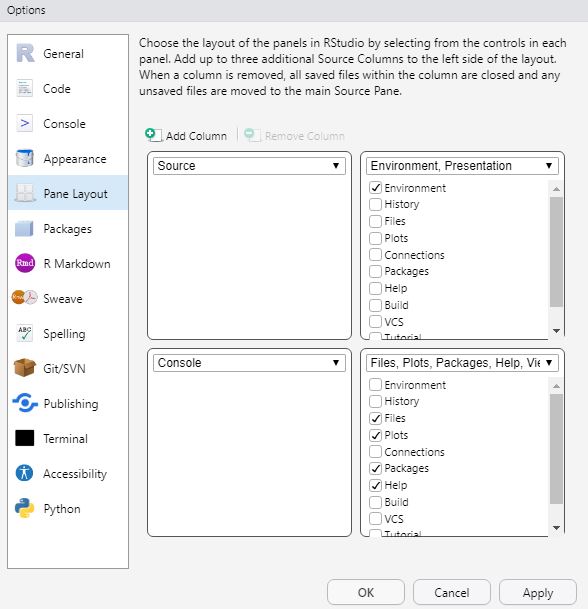 Options
General
Code
Console
Appearance
Pane Layout
Packages
Rmd R Markdown
Sweave
ABC Spelling
Git/SVN
Publishing
Terminal
Accessibility
Python
Choose the layout of the panels in RStudio by selecting from the controls in each
panel. Add up to three additional Source Columns to the left side of the layout.
When a column is removed, all saved files within the column are closed and any
unsaved files are moved to the main Source Pane.
Add Column
Remove Column
Source
Environment, Presentation
Environment
History
Files
Plots
Connections
Packages
Help
Build
VCS
Tutorial
Console
Files, Plots, Packages, Help, Vie
Environment
History
Files
Plots
Connections
Packages
Help
Build
VCS
Tutorial
OK
Cancel
Apply